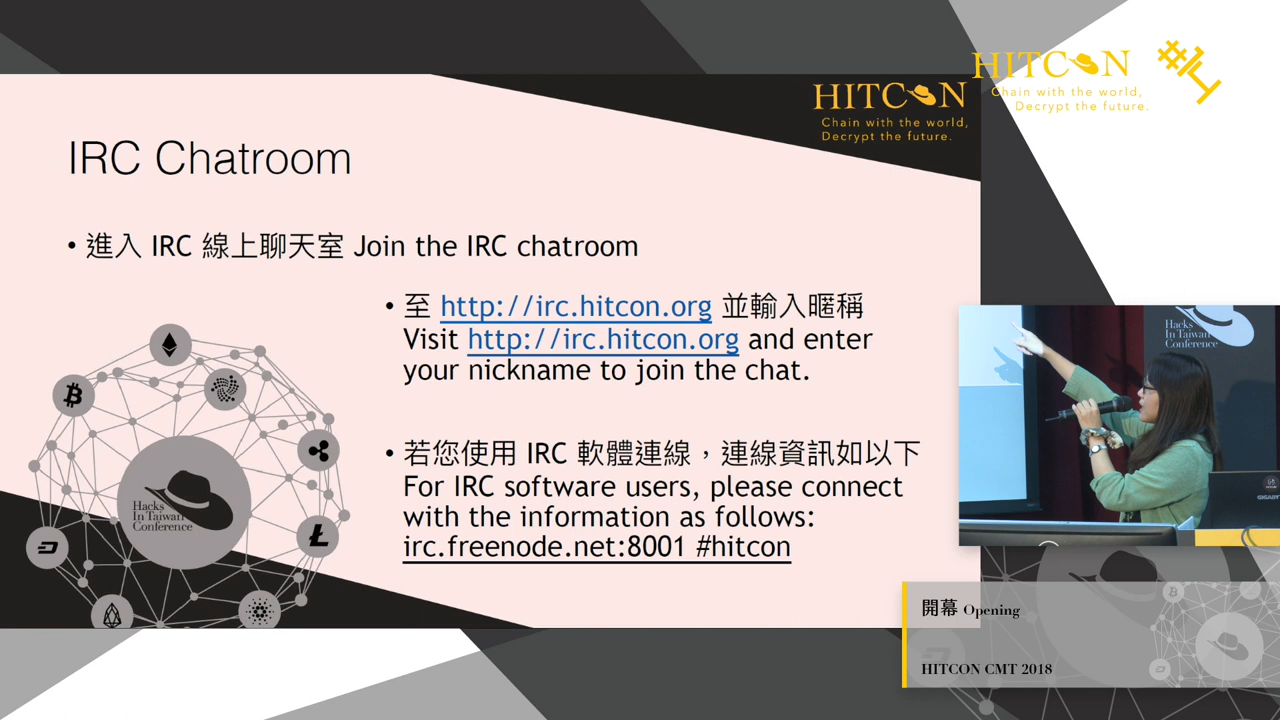 HITCON
Chain with the world,
Decrypt the future.
#14
HITCON
Chain with the world,
Decrypt the future.
IRC Chatroom
• 進入 IRC 線上聊天室 Join the IRC chatroom
• 至 http://irc.hitcon.org 並輸入暱稱
Visit http://irc.hitcon.org and enter
your nickname to join the chat.
• 若您使用 IRC 軟體連線，連線資訊如以下
For IRC software users, please connect
with the information as follows:
irc.freenode.net:8001 #hitcon
Hacks
In Taiwan
Conference
Hacks
In Taiwan
Conference
GIGABYT
開幕 Opening
HITCON CMT 2018